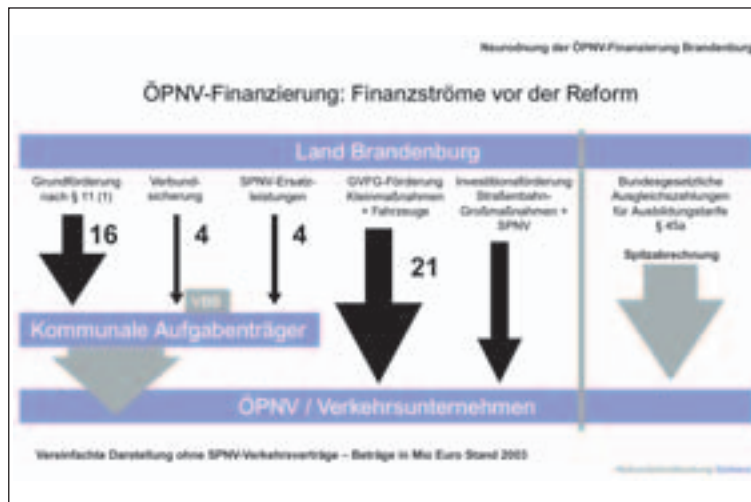 Neuordnung der ÖPNV-Finanzierung Brandenburg
ÖPNV-Finanzierung: Finanzströme vor der Reform
Land Brandenburg
Grundförderung
nach § 11 (1)
Verbund-
sicherung
SPNV-Ersatz-
leistungen
GVFG-Förderung
Kleinmaßnahmen
+ Fahrzeuge
Investitionsförderung
Straßenbahn-
Großmaßnahmen +
SPNV
Bundesgesetzliche
Ausgleichszahlungen
für Ausbildungstarife
§ 45a
Spitzabrechnung
16
4
4
21
VBB
Kommunale Aufgabenträger
ÖPNV / Verkehrsunternehmen
Vereinfachte Darstellung ohne SPNV-Verkehrsverträge – Beträge in Mio Euro Stand 2003